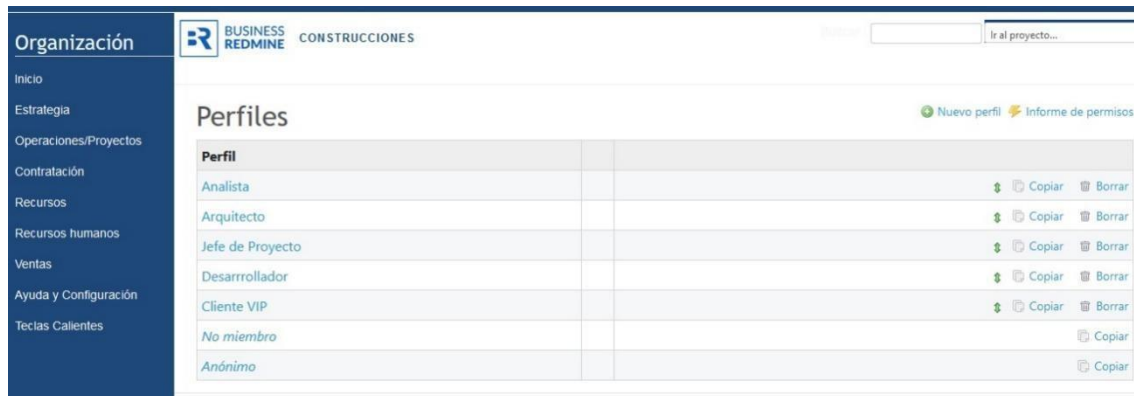 Organización
Inicio
Estrategia
Operaciones/Proyectos
Contratación
Recursos
Recursos humanos
Ventas
Ayuda y Configuración
Teclas Calientes
BUSINESS
REDMINE
CONSTRUCCIONES
Ir al proyecto...
Perfiles
Nuevo perfil Informe de permisos
Perfil
Analista Copiar Borrar
Arquitecto Copiar Borrar
Jefe de Proyecto Copiar Borrar
Desarrrollador Copiar Borrar
Cliente VIP Copiar Borrar
No miembro Copiar
Anónimo Copiar